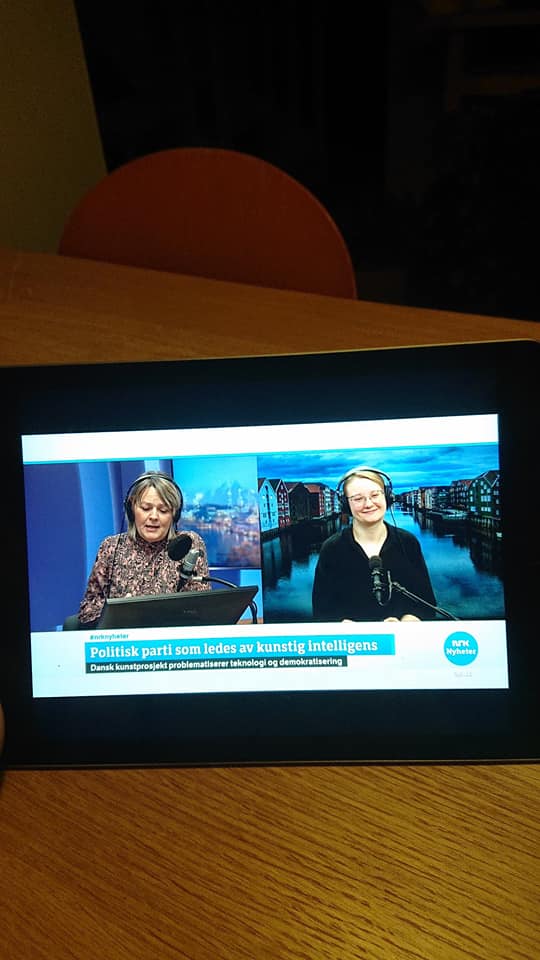 #nrknyheter
Politisk parti som ledes av kunstig intelligens
Dansk kunstprosjekt problematiserer teknologi og demokratisering
NRK
Nyheter